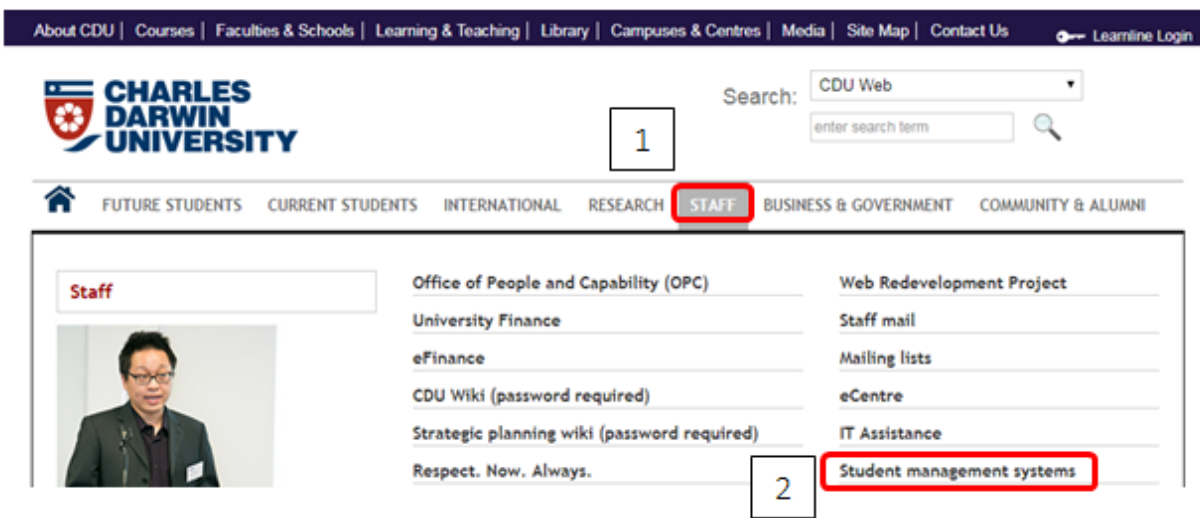 About CDU | Courses | Faculties & Schools | Learning & Teaching | Library | Campuses & Centres | Media | Site Map | Contact Us
Learnline Login
CHARLES
DARWIN
UNIVERSITY
Search:
CDU Web
enter search term
1
FUTURE STUDENTS CURRENT STUDENTS INTERNATIONAL RESEARCH STAFF BUSINESS & GOVERNMENT COMMUNITY & ALUMNI
Staff
Office of People and Capability (OPC)
University Finance
eFinance
CDU Wiki (password required)
Strategic planning wiki (password required)
Respect. Now. Always.
Web Redevelopment Project
Staff mail
Mailing lists
eCentre
IT Assistance
2
Student management systems